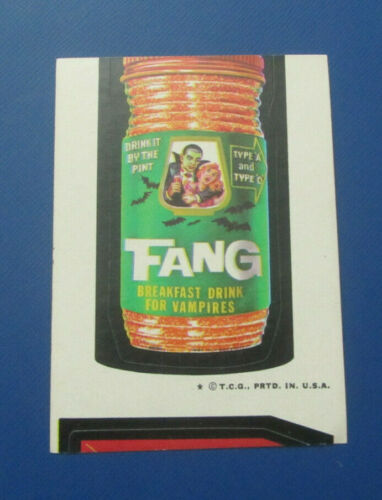 DRINK IT
BY THE
PINT
TYPE "A"
and
TYPE "O"
FANG
BREAKFAST DRINK
FOR VAMPIRES
★ © T.C.G., PRTD. IN. U.S.A.